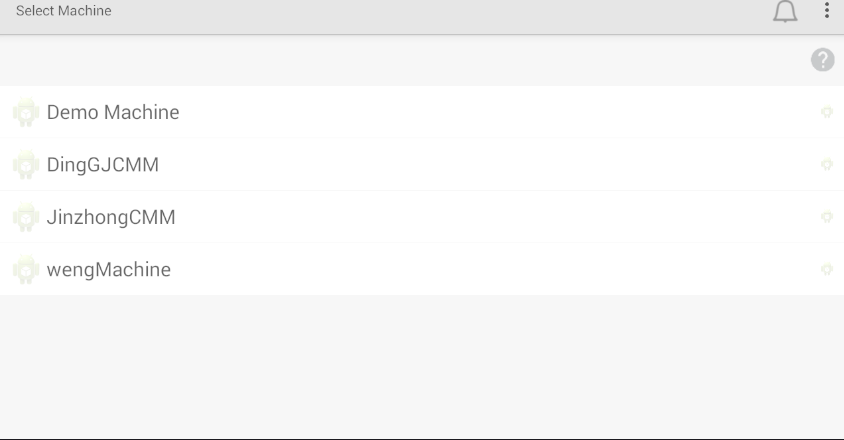 Select Machine
?
Demo Machine
DingGJCMM
JinzhongCMM
wengMachine